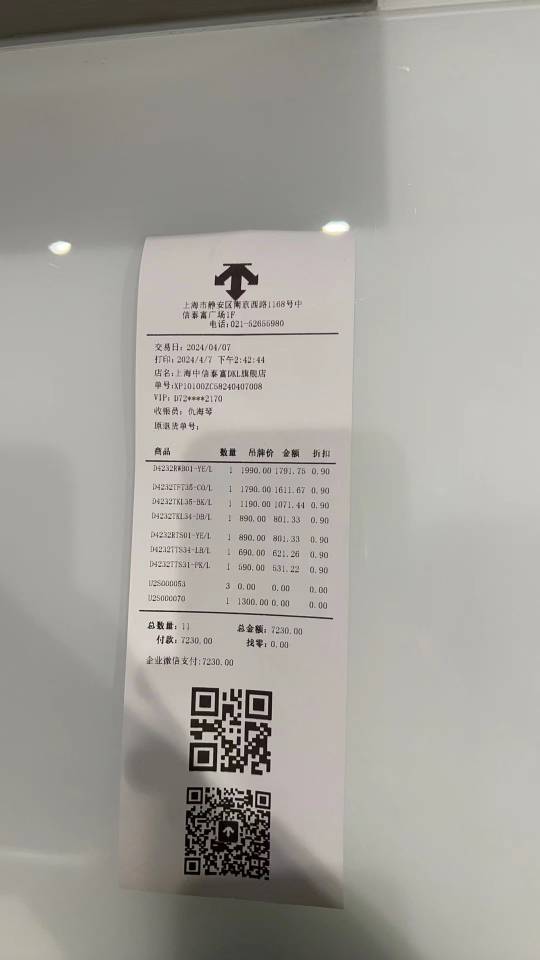 上海市静安区南京西路1168号中
信泰富广场1F
电话:021-52655980
交易日: 2024/04/07
打印: 2024/4/7 下午2:42:44
店名:上海中信泰富DKL旗舰店
单号:XP10100ZC58240407008
VIP: D72****2170
收银员: 仇海琴
原退货单号:
商品 数量 吊牌价 金额 折扣
D4232RWB01-YE/L 1 1990.00 1791.75 0.90
D4232TFT35-CO/L 1 1790.00 1611.67 0.90
D4232TKL35-BK/L 1 1190.00 1071.44 0.90
D4232TKL34-DB/L 1 890.00 801.33 0.90
D4232RTS01-YE/L 1 890.00 801.33 0.90
D4232TTS34-LB/L 1 690.00 621.26 0.90
D4232TTS31-PK/L 1 590.00 531.22 0.90
U2S000053 3 0.00 0.00 0.00
U2S000070 1 1300.00 0.00 0.00
总数量: 11 总金额: 7230.00
付款: 7230.00 找零: 0.00
企业微信支付:7230.00